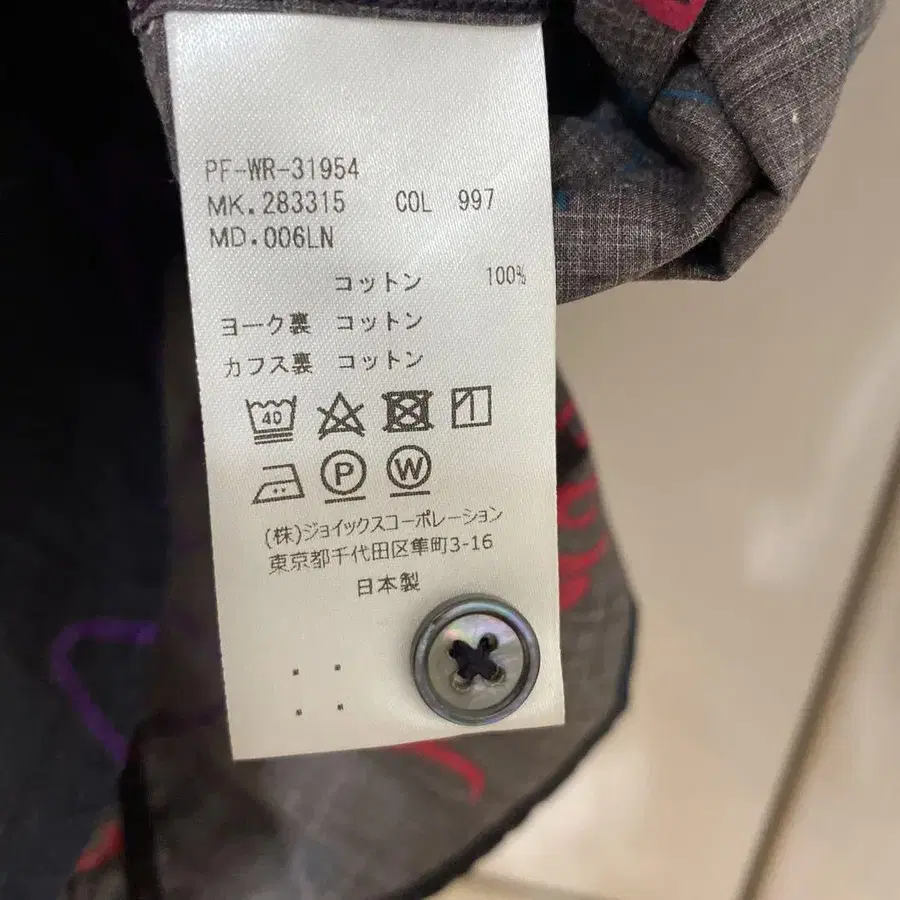 PF-WR-31954
MK.283315 COL 997
MD.006LN
コットン 100%
ヨーク裏 コットン
カフス裏 コットン
40
P W
(株)ジョイックスコーポレーション
東京都千代田区隼町3-16
日本製